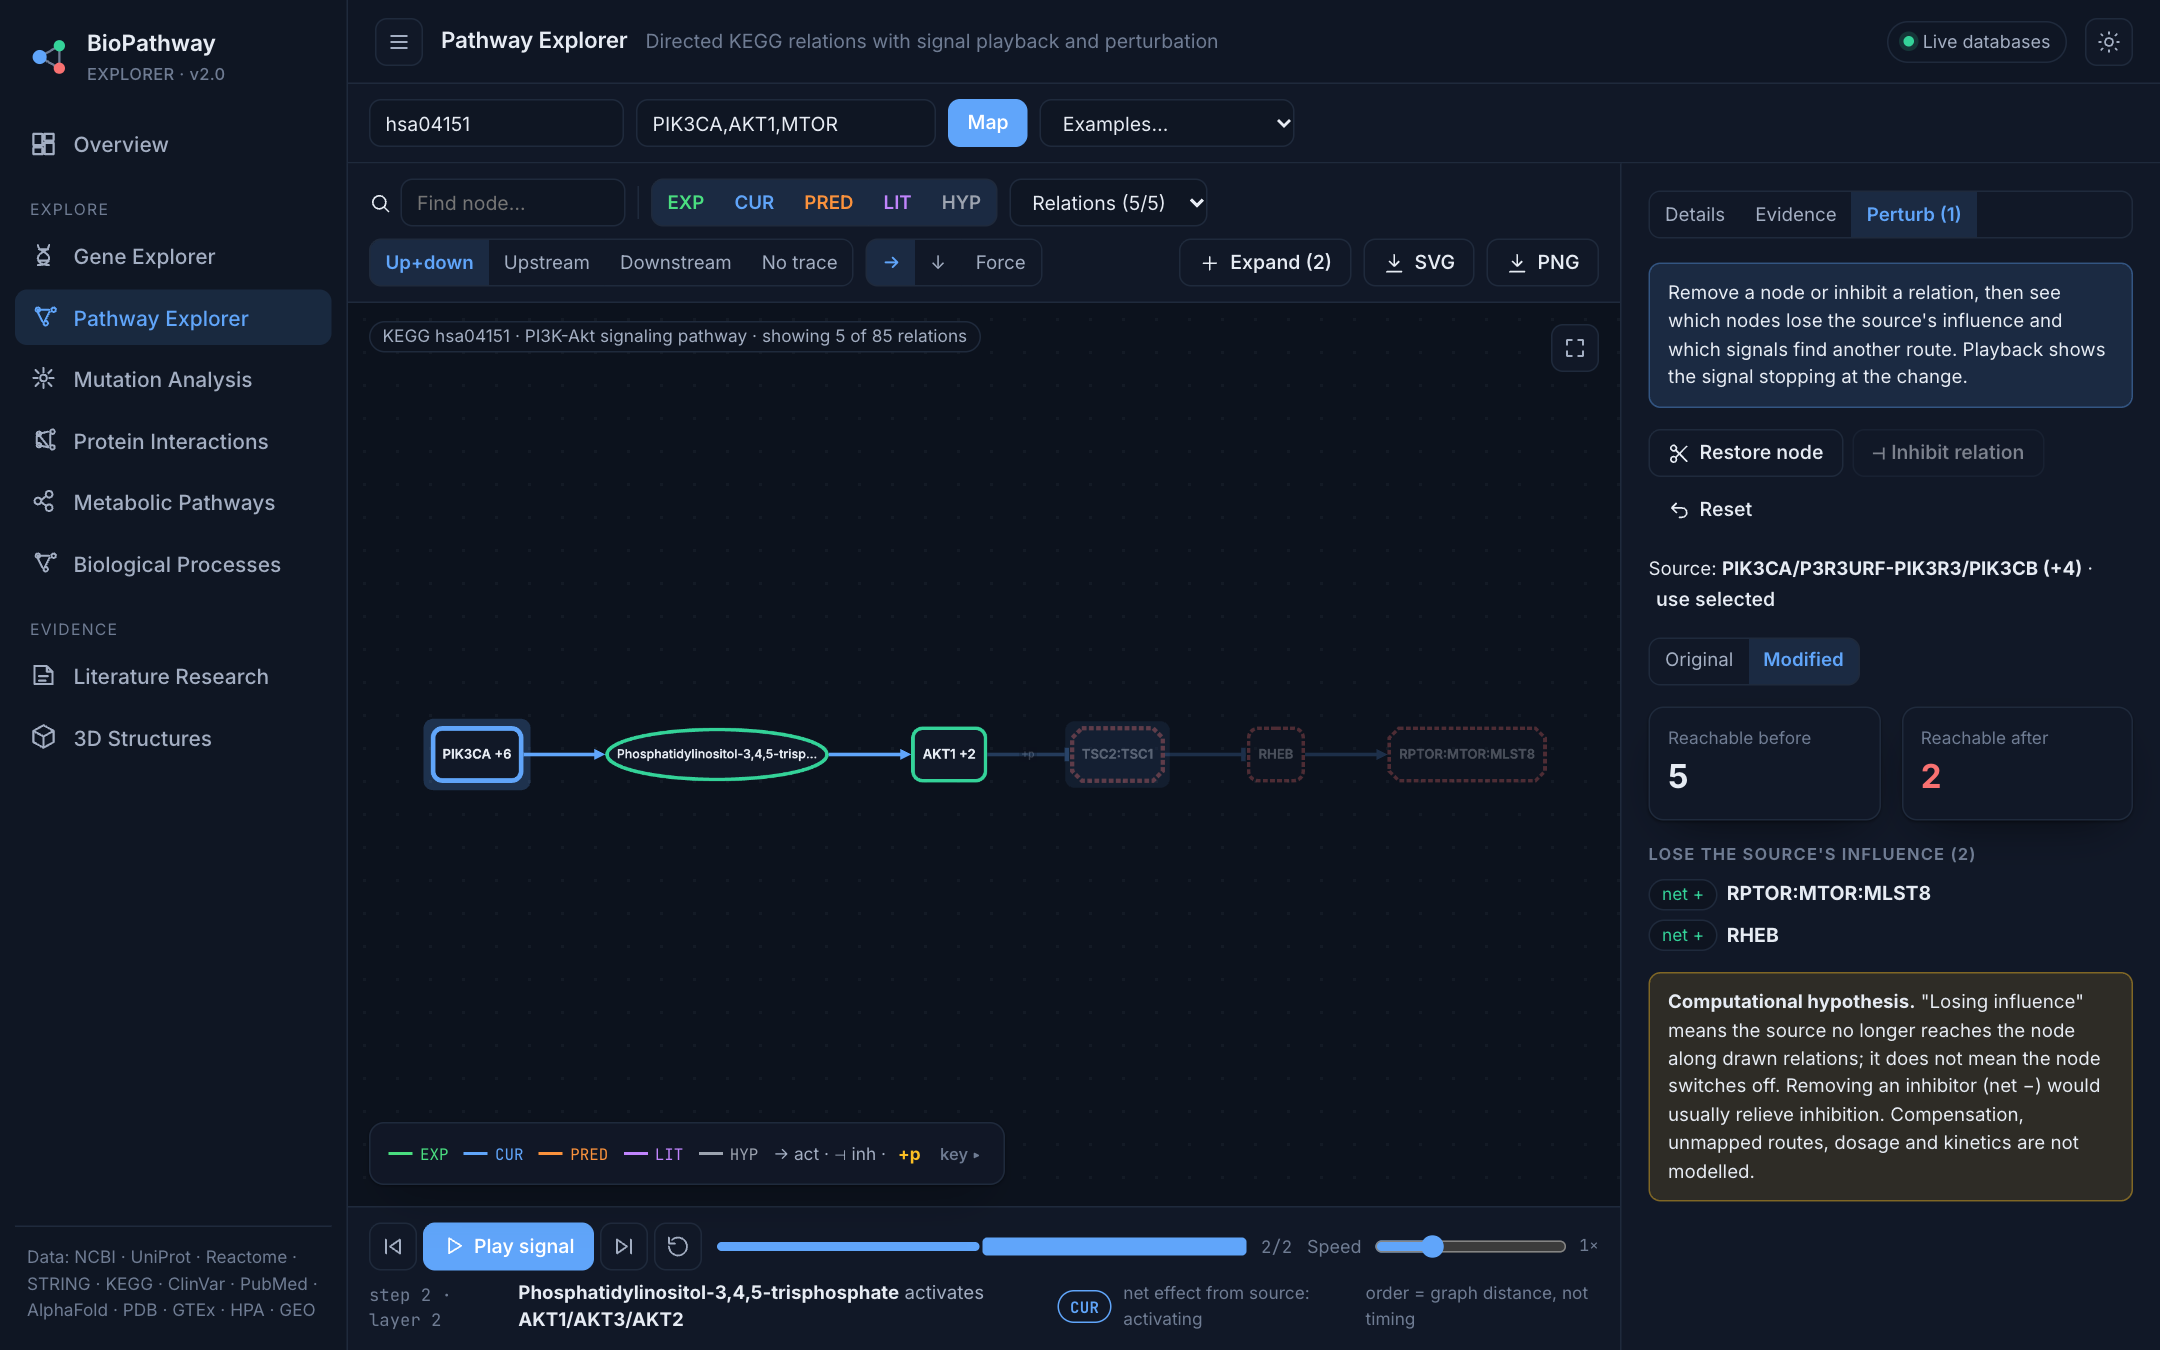 BioPathway
EXPLORER · v2.0
Overview
EXPLORE
Gene Explorer
Pathway Explorer
Mutation Analysis
Protein Interactions
Metabolic Pathways
Biological Processes
EVIDENCE
Literature Research
3D Structures
Data: NCBI · UniProt · Reactome ·
STRING · KEGG · ClinVar · PubMed ·
AlphaFold · PDB · GTEx · HPA · GEO
Pathway Explorer Directed KEGG relations with signal playback and perturbation
Live databases
hsa04151 PIK3CA,AKT1,MTOR Map Examples...
Find node... EXP CUR PRED LIT HYP Relations (5/5)
Up+down Upstream Downstream No trace → ↓ Force + Expand (2) SVG PNG
KEGG hsa04151 · PI3K-Akt signaling pathway · showing 5 of 85 relations
PIK3CA +6 Phosphatidylinositol-3,4,5-trisp... AKT1 +2 +p TSC2:TSC1 RHEB RPTOR:MTOR:MLST8
EXP CUR PRED LIT HYP → act · ⊣ inh · +p key ▸
Play signal 2/2 Speed 1×
step 2 ·
layer 2
Phosphatidylinositol-3,4,5-trisphosphate activates
AKT1/AKT3/AKT2
CUR
net effect from source:
activating
order = graph distance, not
timing
Details Evidence Perturb (1)
Remove a node or inhibit a relation, then see
which nodes lose the source's influence and
which signals find another route. Playback shows
the signal stopping at the change.
Restore node ⊣ Inhibit relation
Reset
Source: PIK3CA/P3R3URF-PIK3R3/PIK3CB (+4) ·
use selected
Original Modified
Reachable before
5
Reachable after
2
LOSE THE SOURCE'S INFLUENCE (2)
net + RPTOR:MTOR:MLST8
net + RHEB
Computational hypothesis. "Losing influence"
means the source no longer reaches the node
along drawn relations; it does not mean the node
switches off. Removing an inhibitor (net −) would
usually relieve inhibition. Compensation,
unmapped routes, dosage and kinetics are not
modelled.